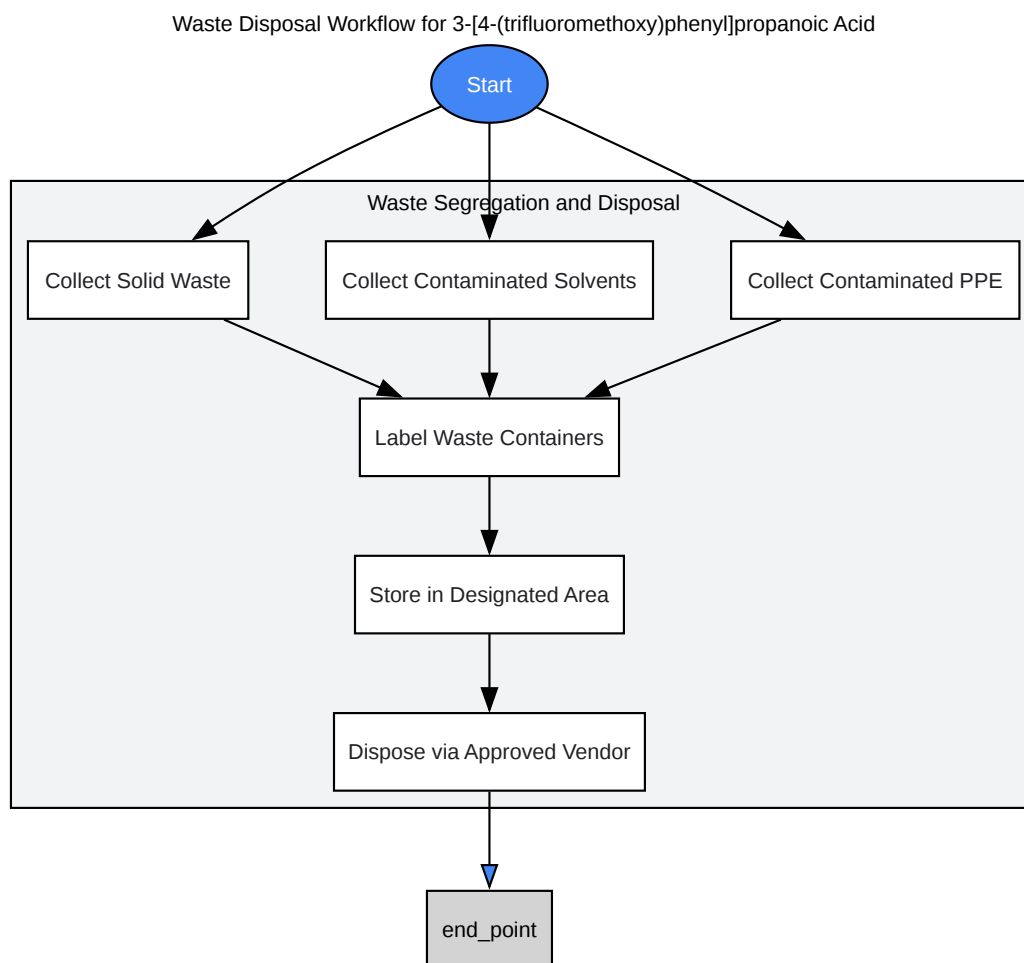 Waste Disposal Workflow for 3-[4-(trifluoromethoxy)phenyl]propanoic Acid
Start
Waste Segregation and Disposal
Collect Solid Waste
Collect Contaminated Solvents
Collect Contaminated PPE
Label Waste Containers
Store in Designated Area
Dispose via Approved Vendor
end_point